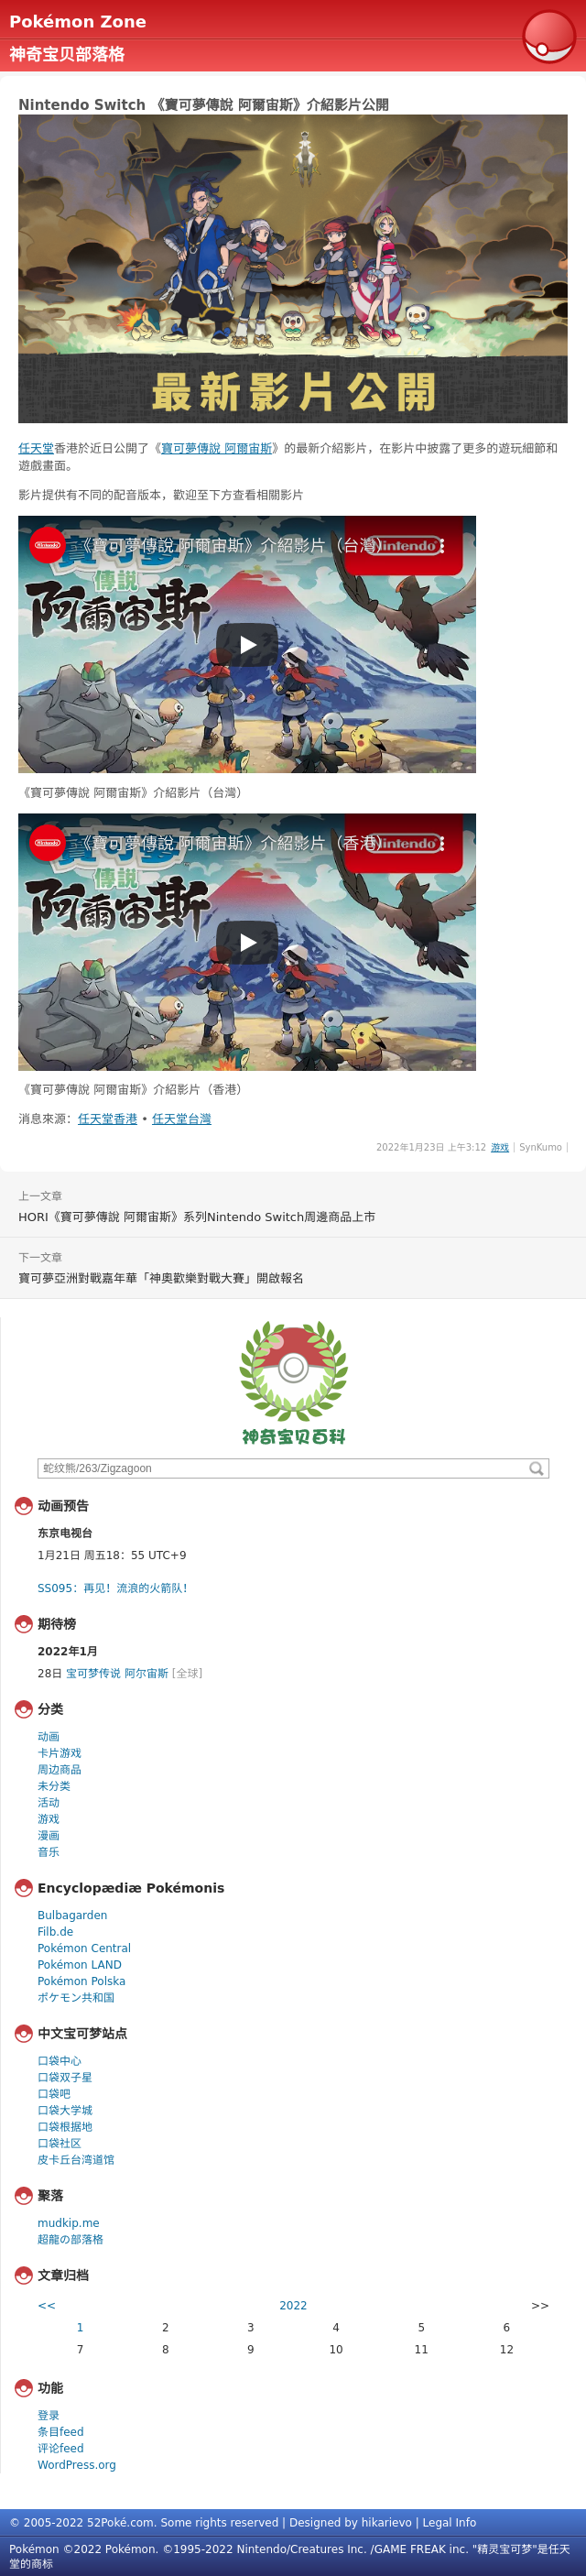 Pokémon Zone
神奇宝贝部落格
Nintendo Switch 《寶可夢傳說 阿爾宙斯》介紹影片公開
最新影片公開
任天堂香港於近日公開了《寶可夢傳說 阿爾宙斯》的最新介紹影片，在影片中披露了更多的遊玩細節和
遊戲畫面。
影片提供有不同的配音版本，歡迎至下方查看相關影片
《寶可夢傳說 阿爾宙斯》介紹影片（台灣）
Nintendo
寶可夢
傳說
阿爾宙斯
《寶可夢傳說 阿爾宙斯》介紹影片（台灣）
《寶可夢傳說 阿爾宙斯》介紹影片（香港）
Nintendo
寶可夢
傳說
阿爾宙斯
《寶可夢傳說 阿爾宙斯》介紹影片（香港）
消息來源：任天堂香港 • 任天堂台灣
2022年1月23日 上午3:12 游戏 | SynKumo |
上一文章
HORI《寶可夢傳說 阿爾宙斯》系列Nintendo Switch周邊商品上市
下一文章
寶可夢亞洲對戰嘉年華「神奧歡樂對戰大賽」開啟報名
神奇宝贝百科
蛇纹熊/263/Zigzagoon
动画预告
东京电视台
1月21日 周五18：55 UTC+9
SS095：再见！流浪的火箭队！
期待榜
2022年1月
28日 宝可梦传说 阿尔宙斯 [全球]
分类
动画
卡片游戏
周边商品
未分类
活动
游戏
漫画
音乐
Encyclopædiæ Pokémonis
Bulbagarden
Filb.de
Pokémon Central
Pokémon LAND
Pokémon Polska
ポケモン共和国
中文宝可梦站点
口袋中心
口袋双子星
口袋吧
口袋大学城
口袋根据地
口袋社区
皮卡丘台湾道馆
聚落
mudkip.me
超龍の部落格
文章归档
<< 2022 >>
1 2 3 4 5 6
7 8 9 10 11 12
功能
登录
条目feed
评论feed
WordPress.org
© 2005-2022 52Poké.com. Some rights reserved | Designed by hikarievo | Legal Info
Pokémon ©2022 Pokémon. ©1995-2022 Nintendo/Creatures Inc. /GAME FREAK inc. "精灵宝可梦"是任天
堂的商标